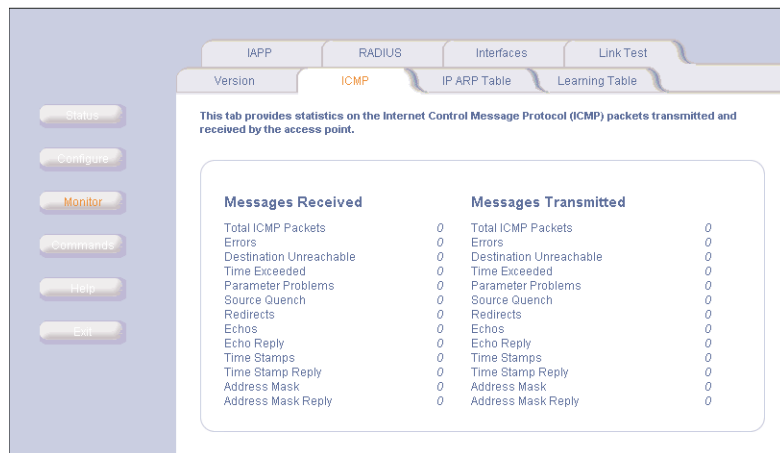 IAPP RADIUS Interfaces Link Test
Version ICMP IP ARP Table Learning Table
Status
Configure
Monitor
Commands
Help
Exit
This tab provides statistics on the Internet Control Message Protocol (ICMP) packets transmitted and
received by the access point.
Messages Received Messages Transmitted
Total ICMP Packets 0 Total ICMP Packets 0
Errors 0 Errors 0
Destination Unreachable 0 Destination Unreachable 0
Time Exceeded 0 Time Exceeded 0
Parameter Problems 0 Parameter Problems 0
Source Quench 0 Source Quench 0
Redirects 0 Redirects 0
Echos 0 Echos 0
Echo Reply 0 Echo Reply 0
Time Stamps 0 Time Stamps 0
Time Stamp Reply 0 Time Stamp Reply 0
Address Mask 0 Address Mask 0
Address Mask Reply 0 Address Mask Reply 0